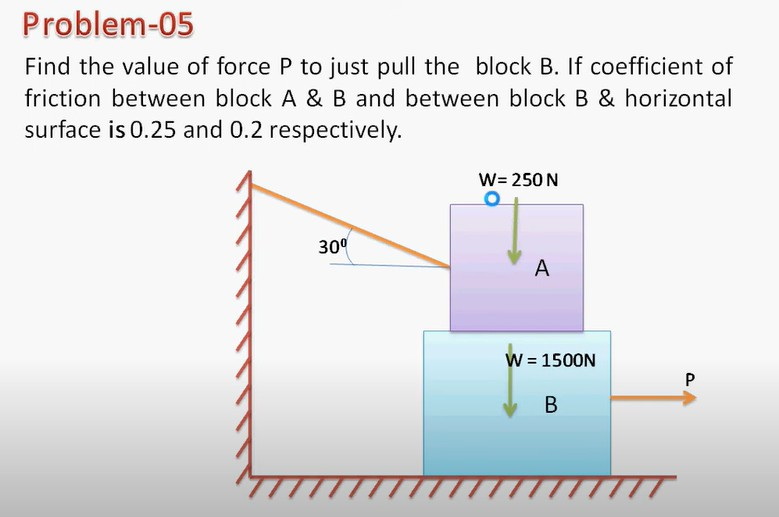 Problem-05
Find the value of force P to just pull the block B. If coefficient of
friction between block A & B and between block B & horizontal
surface is 0.25 and 0.2 respectively.
W= 250 N
30⁰
A
W = 1500N
P
B